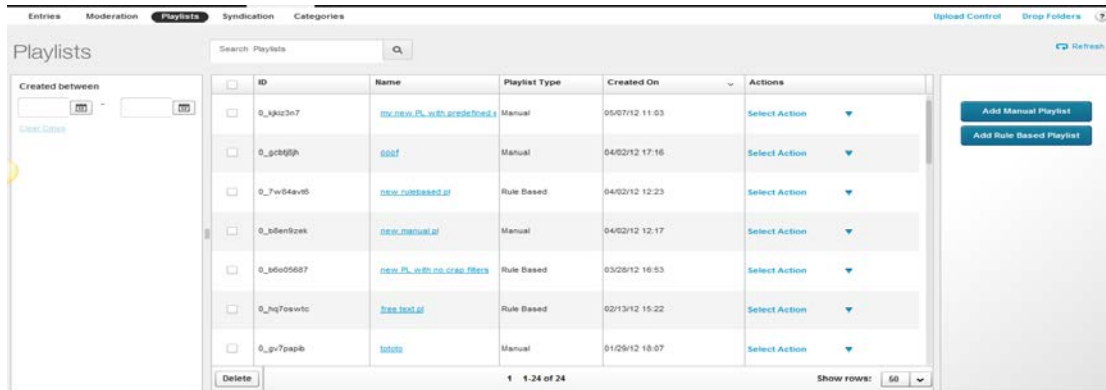 Entries Moderation Playlists Syndication Categories Upload Control Drop Folders ?
Playlists Search Playlists Refresh
Created between
-
Clear Dates
ID Name Playlist Type Created On Actions
0_kjkiz3n7 my new PL with predefined s Manual 05/07/12 11:03 Select Action
0_gcbtj8jh ooof Manual 04/02/12 17:16 Select Action
0_7w84avt6 new rulebased pl Rule Based 04/02/12 12:23 Select Action
0_b8en9zek new manual pl Manual 04/02/12 12:17 Select Action
0_b6o05687 new PL with no crap filters Rule Based 03/28/12 16:53 Select Action
0_hq7oswtc free text pl Rule Based 02/13/12 15:22 Select Action
0_gv7papib tototo Manual 01/29/12 18:07 Select Action
Add Manual Playlist
Add Rule Based Playlist
Delete 1 1-24 of 24 Show rows: 50